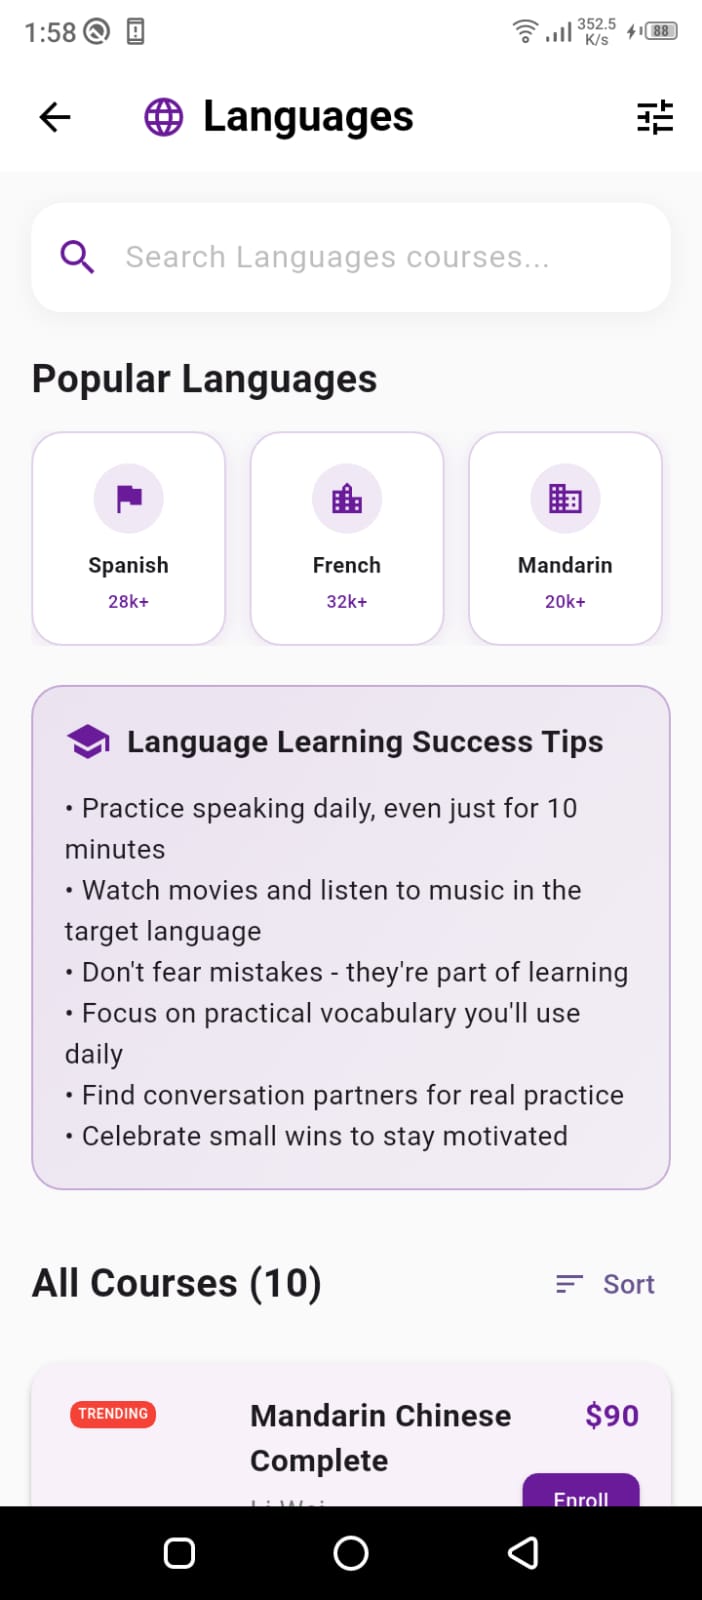 1:58
352.5
K/s
88
Languages
Search Languages courses...
Popular Languages
Spanish
28k+
French
32k+
Mandarin
20k+
Language Learning Success Tips
• Practice speaking daily, even just for 10
minutes
• Watch movies and listen to music in the
target language
• Don't fear mistakes - they're part of learning
• Focus on practical vocabulary you'll use
daily
• Find conversation partners for real practice
• Celebrate small wins to stay motivated
All Courses (10)
Sort
TRENDING
Mandarin Chinese
Complete
$90
Enroll